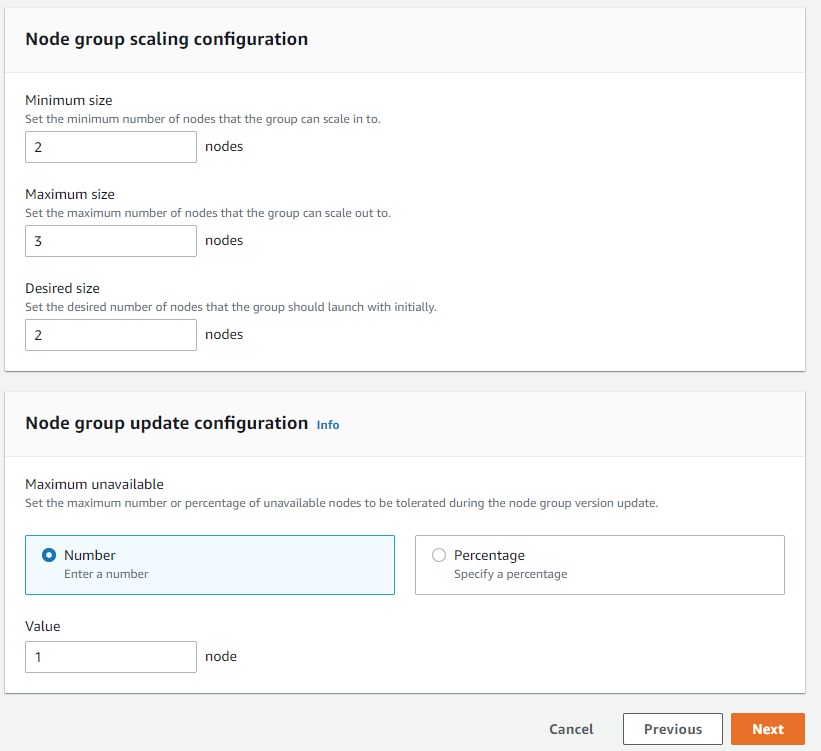 Node group scaling configuration
Minimum size
Set the minimum number of nodes that the group can scale in to.
2 nodes
Maximum size
Set the maximum number of nodes that the group can scale out to.
3 nodes
Desired size
Set the desired number of nodes that the group should launch with initially.
2 nodes
Node group update configuration Info
Maximum unavailable
Set the maximum number or percentage of unavailable nodes to be tolerated during the node group version update.
Number
Enter a number
Percentage
Specify a percentage
Value
1 node
Cancel Previous Next